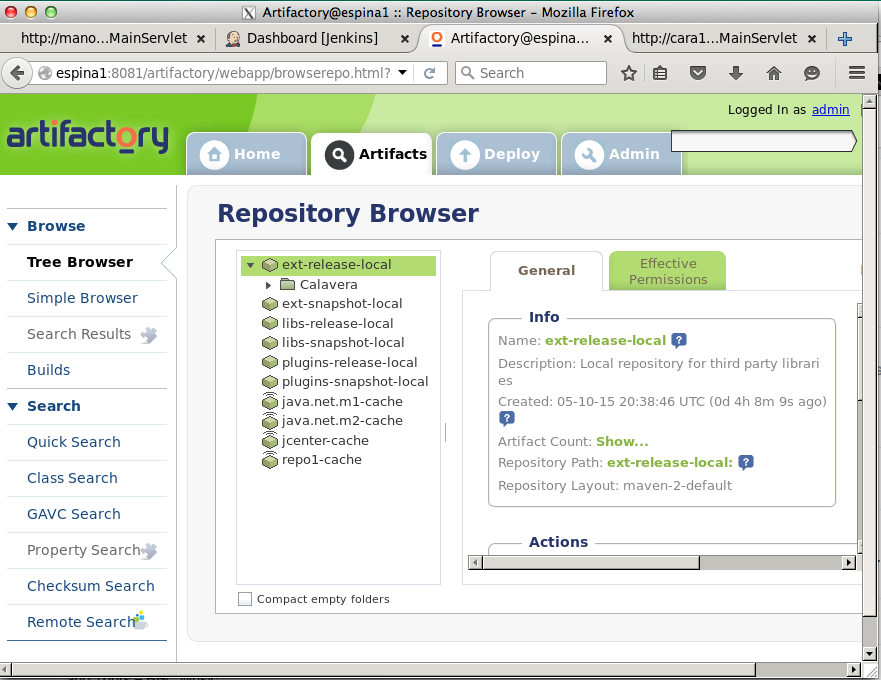 Artifactory@espina1 :: Repository Browser - Mozilla Firefox
http://mano...MainServlet
Dashboard [Jenkins]
Artifactory@espina...
http://cara1...MainServlet
espina1:8081/artifactory/webapp/browserepo.html?
Search
Logged In as admin
artifactory
Home
Artifacts
Deploy
Admin
Browse
Tree Browser
Simple Browser
Search Results
Builds
Search
Quick Search
Class Search
GAVC Search
Property Search
Checksum Search
Remote Search
Repository Browser
ext-release-local
Calavera
ext-snapshot-local
libs-release-local
libs-snapshot-local
plugins-release-local
plugins-snapshot-local
java.net.m1-cache
java.net.m2-cache
jcenter-cache
repo1-cache
Compact empty folders
General
Effective
Permissions
Info
Name: ext-release-local
Description: Local repository for third party librari
es
Created: 05-10-15 20:38:46 UTC (0d 4h 8m 9s ago)
Artifact Count: Show...
Repository Path: ext-release-local:
Repository Layout: maven-2-default
Actions